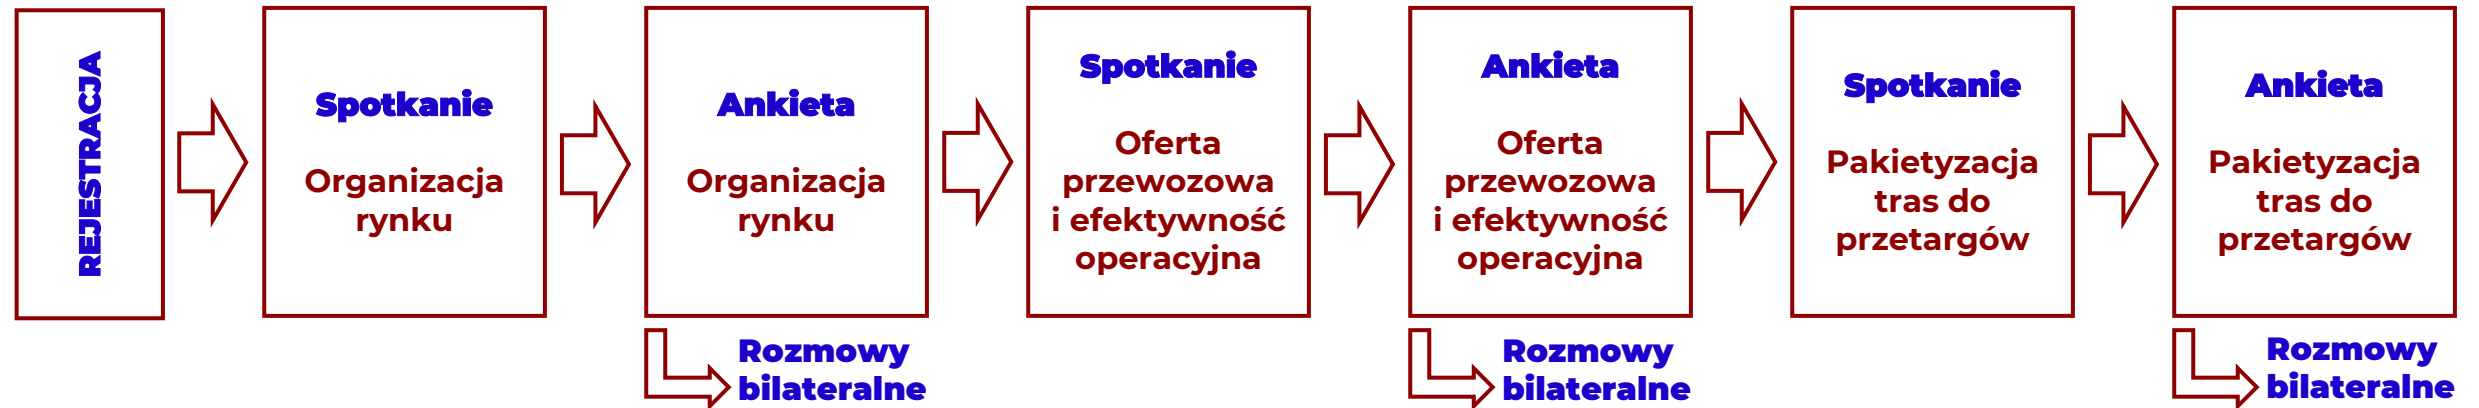 REJESTRACJA
Spotkanie
Organizacja
rynku
Ankieta
Organizacja
rynku
Rozmowy
bilateralne
Spotkanie
Oferta
przewozowa
i efektywność
operacyjna
Ankieta
Oferta
przewozowa
i efektywność
operacyjna
Rozmowy
bilateralne
Spotkanie
Pakietyzacja
tras do
przetargów
Ankieta
Pakietyzacja
tras do
przetargów
Rozmowy
bilateralne